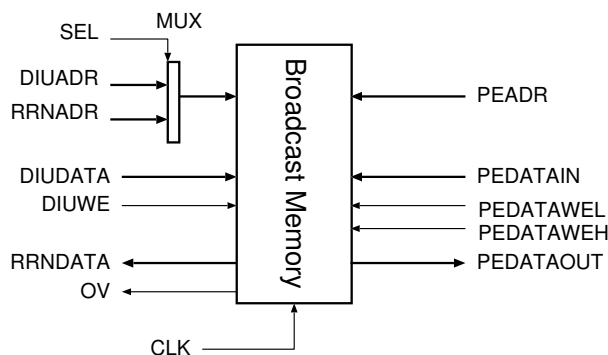 MUX
SEL
DIUADR
RRNADR
DIUDATA
DIUWE
RRNDATA
OV
CLK
Broadcast Memory
PEADR
PEDATAIN
PEDATAWEL
PEDATAWEH
PEDATAOUT